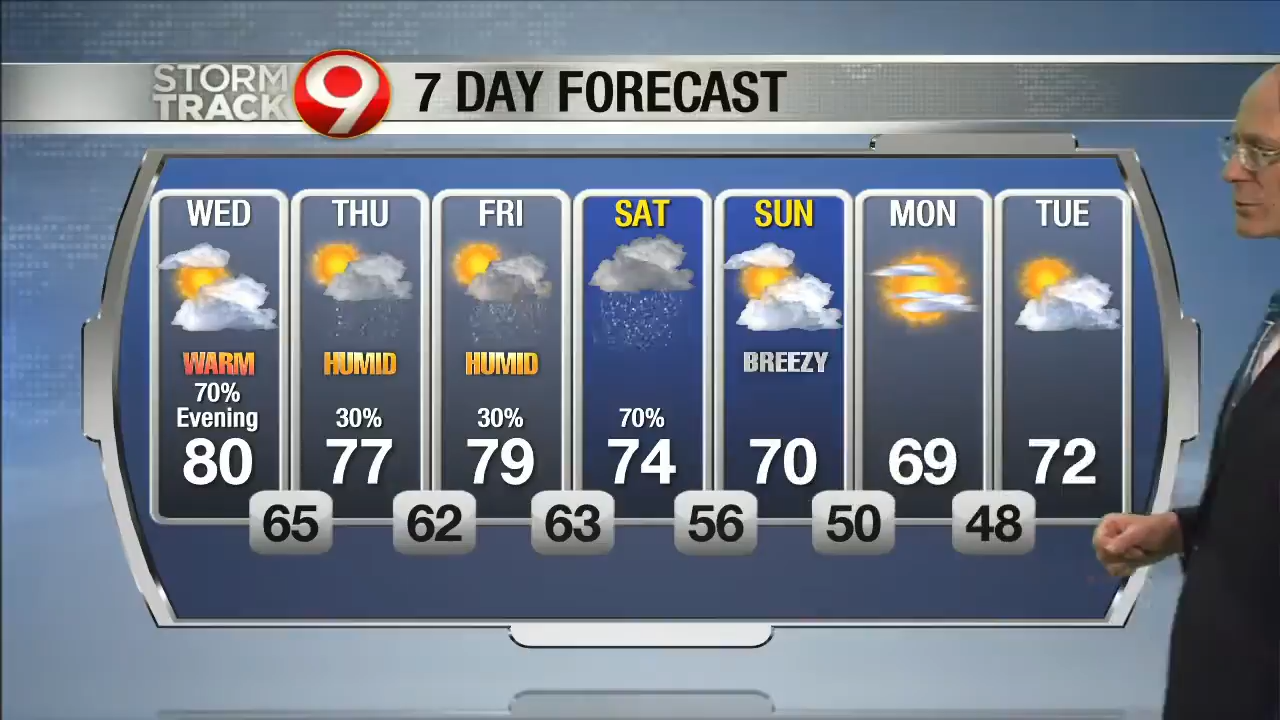 STORM
TRACK
9
7 DAY FORECAST
WED THU FRI SAT SUN MON TUE
WARM HUMID HUMID BREEZY
70%
Evening 30% 30% 70%
80 77 79 74 70 69 72
65 62 63 56 50 48